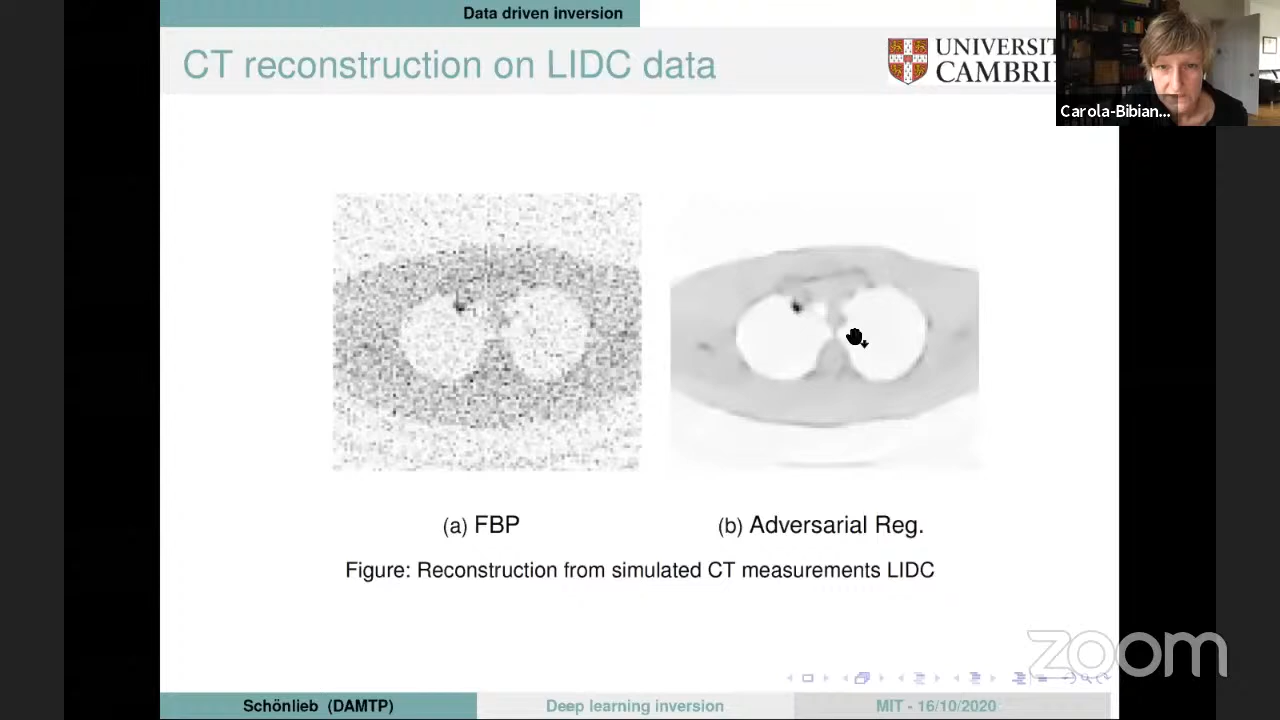 Data driven inversion
CT reconstruction on LIDC data
UNIVERSIT
CAMBRI
Carola-Bibian...
(a) FBP
(b) Adversarial Reg.
Figure: Reconstruction from simulated CT measurements LIDC
zoom
Schönlieb (DAMTP)
Deep learning inversion
MIT - 16/10/2020